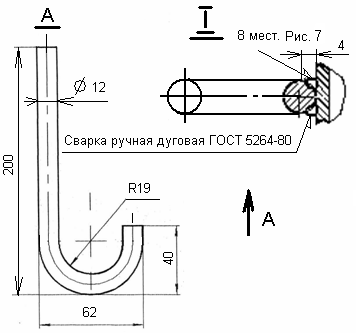 А
I
8 мест. Рис. 7
4
Ø 12
Сварка ручная дуговая ГОСТ 5264-80
200
R19
А
40
62